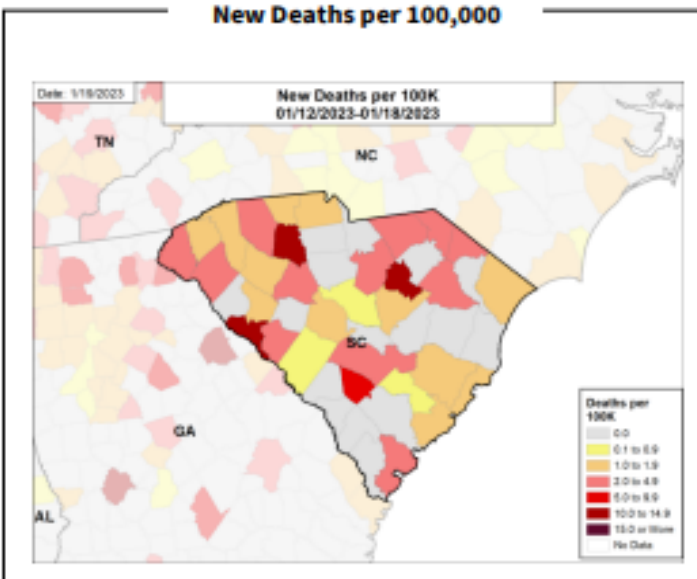 New Deaths per 100,000
Date: 1/19/2023
New Deaths per 100K
01/12/2023-01/18/2023
TN
NC
SC
GA
AL
Deaths per
100K
0.0
0.1 to 0.9
1.0 to 1.9
2.0 to 4.9
5.0 to 9.9
10.0 to 14.9
15.0 or More
No Data